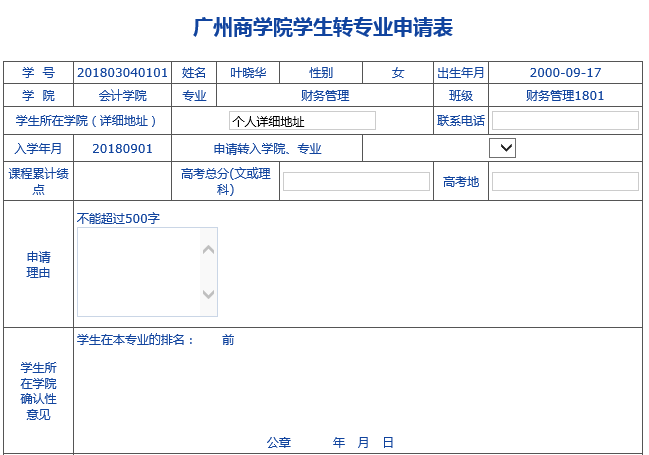 广州商学院学生转专业申请表
学 号 201803040101 姓名 叶晓华 性别 女 出生年月 2000-09-17
学 院 会计学院 专业 财务管理 班级 财务管理1801
学生所在学院（详细地址） 个人详细地址 联系电话
入学年月 20180901 申请转入学院、专业
课程累计绩
点
高考总分(文或理
科)
高考地
不能超过500字
申请
理由
学生在本专业的排名： 前
学生所
在学院
确认性
意见
公章 年 月 日